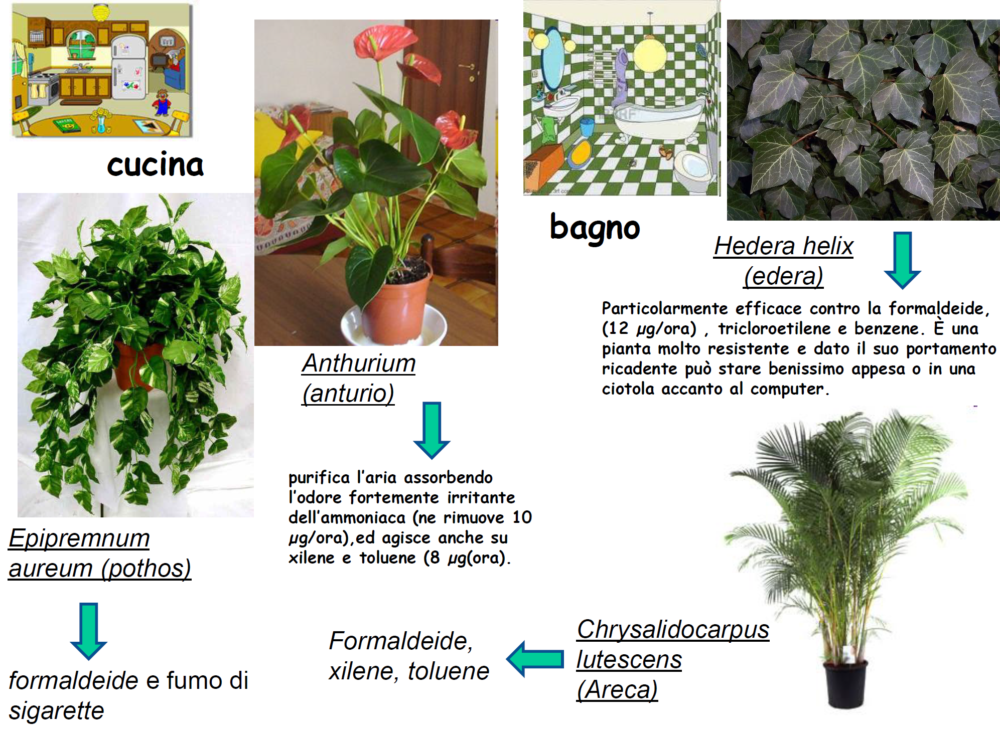 cucina
Epipremnum
aureum (pothos)
formaldeide e fumo di
sigarette
Anthurium
(anturio)
purifica l'aria assorbendo
l'odore fortemente irritante
dell'ammoniaca (ne rimuove 10
µg/ora),ed agisce anche su
xilene e toluene (8 µg(ora).
bagno
Hedera helix
(edera)
Particolarmente efficace contro la formaldeide,
(12 µg/ora) , tricloroetilene e benzene. È una
pianta molto resistente e dato il suo portamento
ricadente può stare benissimo appesa o in una
ciotola accanto al computer.
Chrysalidocarpus
lutescens
(Areca)
Formaldeide,
xilene, toluene